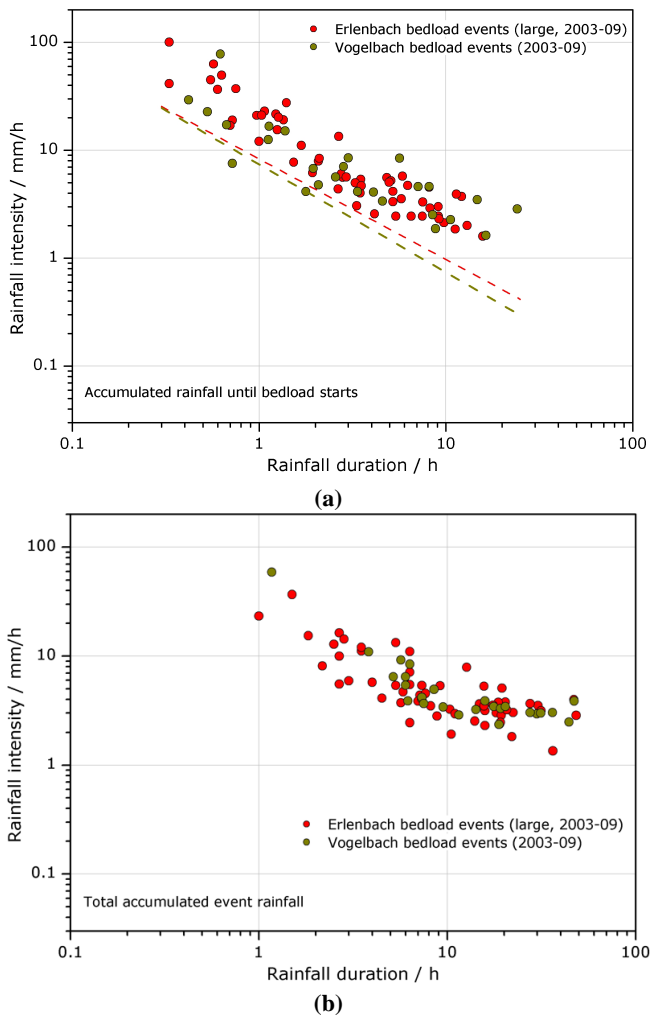 Erlenbach bedload events (large, 2003-09)
Vogelbach bedload events (2003-09)
100
10
1
0.1
Rainfall intensity / mm/h
Accumulated rainfall until bedload starts
0.1
1
10
100
Rainfall duration / h
(a)
100
10
1
0.1
Rainfall intensity / mm/h
Erlenbach bedload events (large, 2003-09)
Vogelbach bedload events (2003-09)
Total accumulated event rainfall
0.1
1
10
100
Rainfall duration / h
(b)